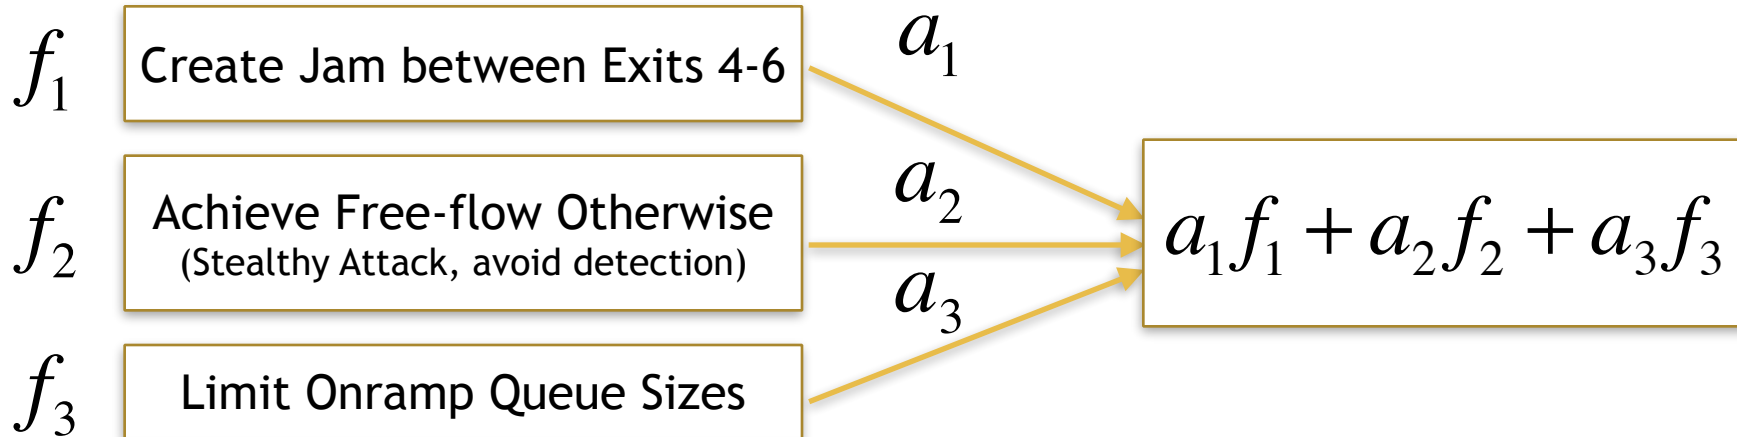 f₁
Create Jam between Exits 4-6
a₁
f₂
Achieve Free-flow Otherwise
(Stealthy Attack, avoid detection)
a₂
f₃
Limit Onramp Queue Sizes
a₃
a₁f₁ + a₂f₂ + a₃f₃